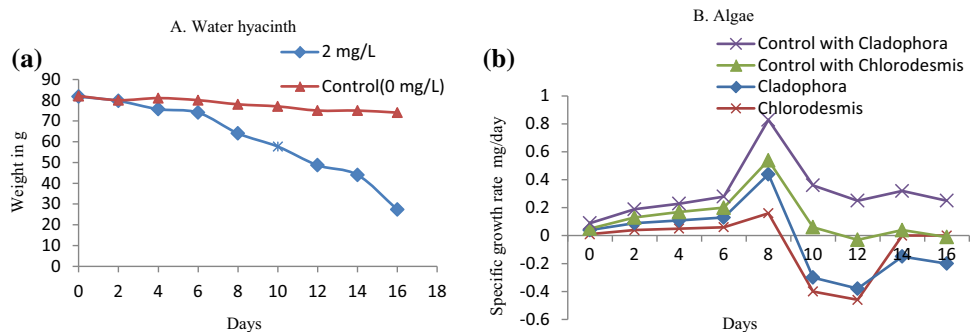 A. Water hyacinth
(a)
2 mg/L
Control(0 mg/L)
Weight in g
90
80
70
60
50
40
30
20
10
0
0 2 4 6 8 10 12 14 16 18
Days
B. Algae
(b)
Control with Cladophora
Control with Chlorodesmis
Cladophora
Chlorodesmis
Specific growth rate mg/day
1
0.8
0.6
0.4
0.2
0
-0.2
-0.4
-0.6
0 2 4 6 8 10 12 14 16
Days